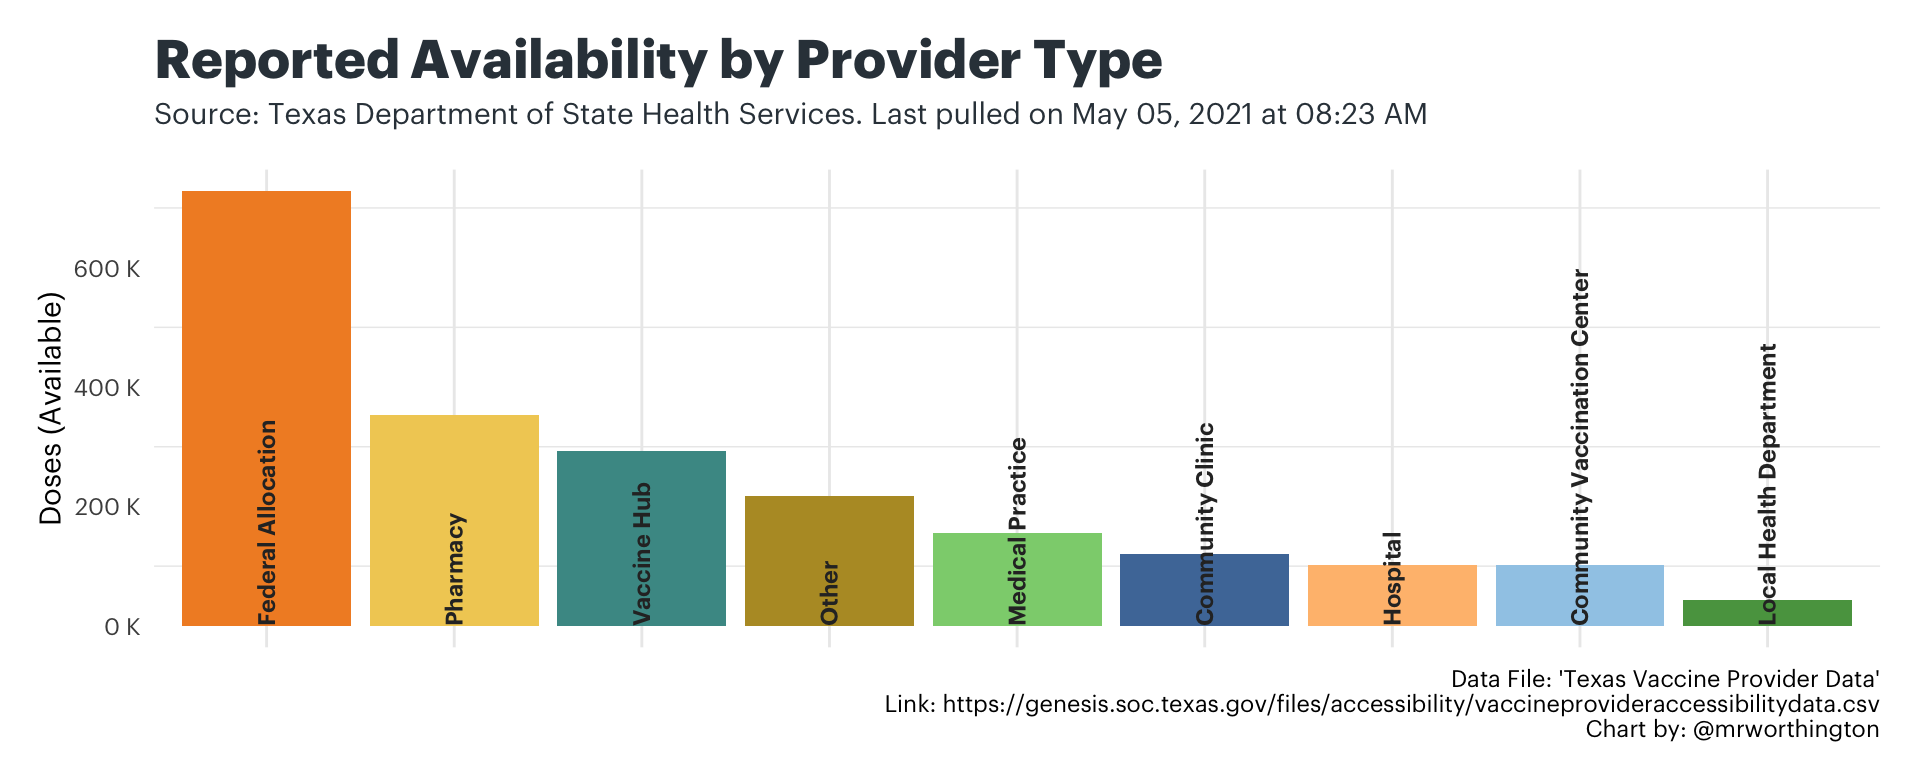 Reported Availability by Provider Type
Source: Texas Department of State Health Services. Last pulled on May 05, 2021 at 08:23 AM
Doses (Available)
600 K
400 K
200 K
0 K
Federal Allocation
Pharmacy
Vaccine Hub
Other
Medical Practice
Community Clinic
Hospital
Community Vaccination Center
Local Health Department
Data File: 'Texas Vaccine Provider Data'
Link: https://genesis.soc.texas.gov/files/accessibility/vaccineprovideraccessibilitydata.csv
Chart by: @mrworthington